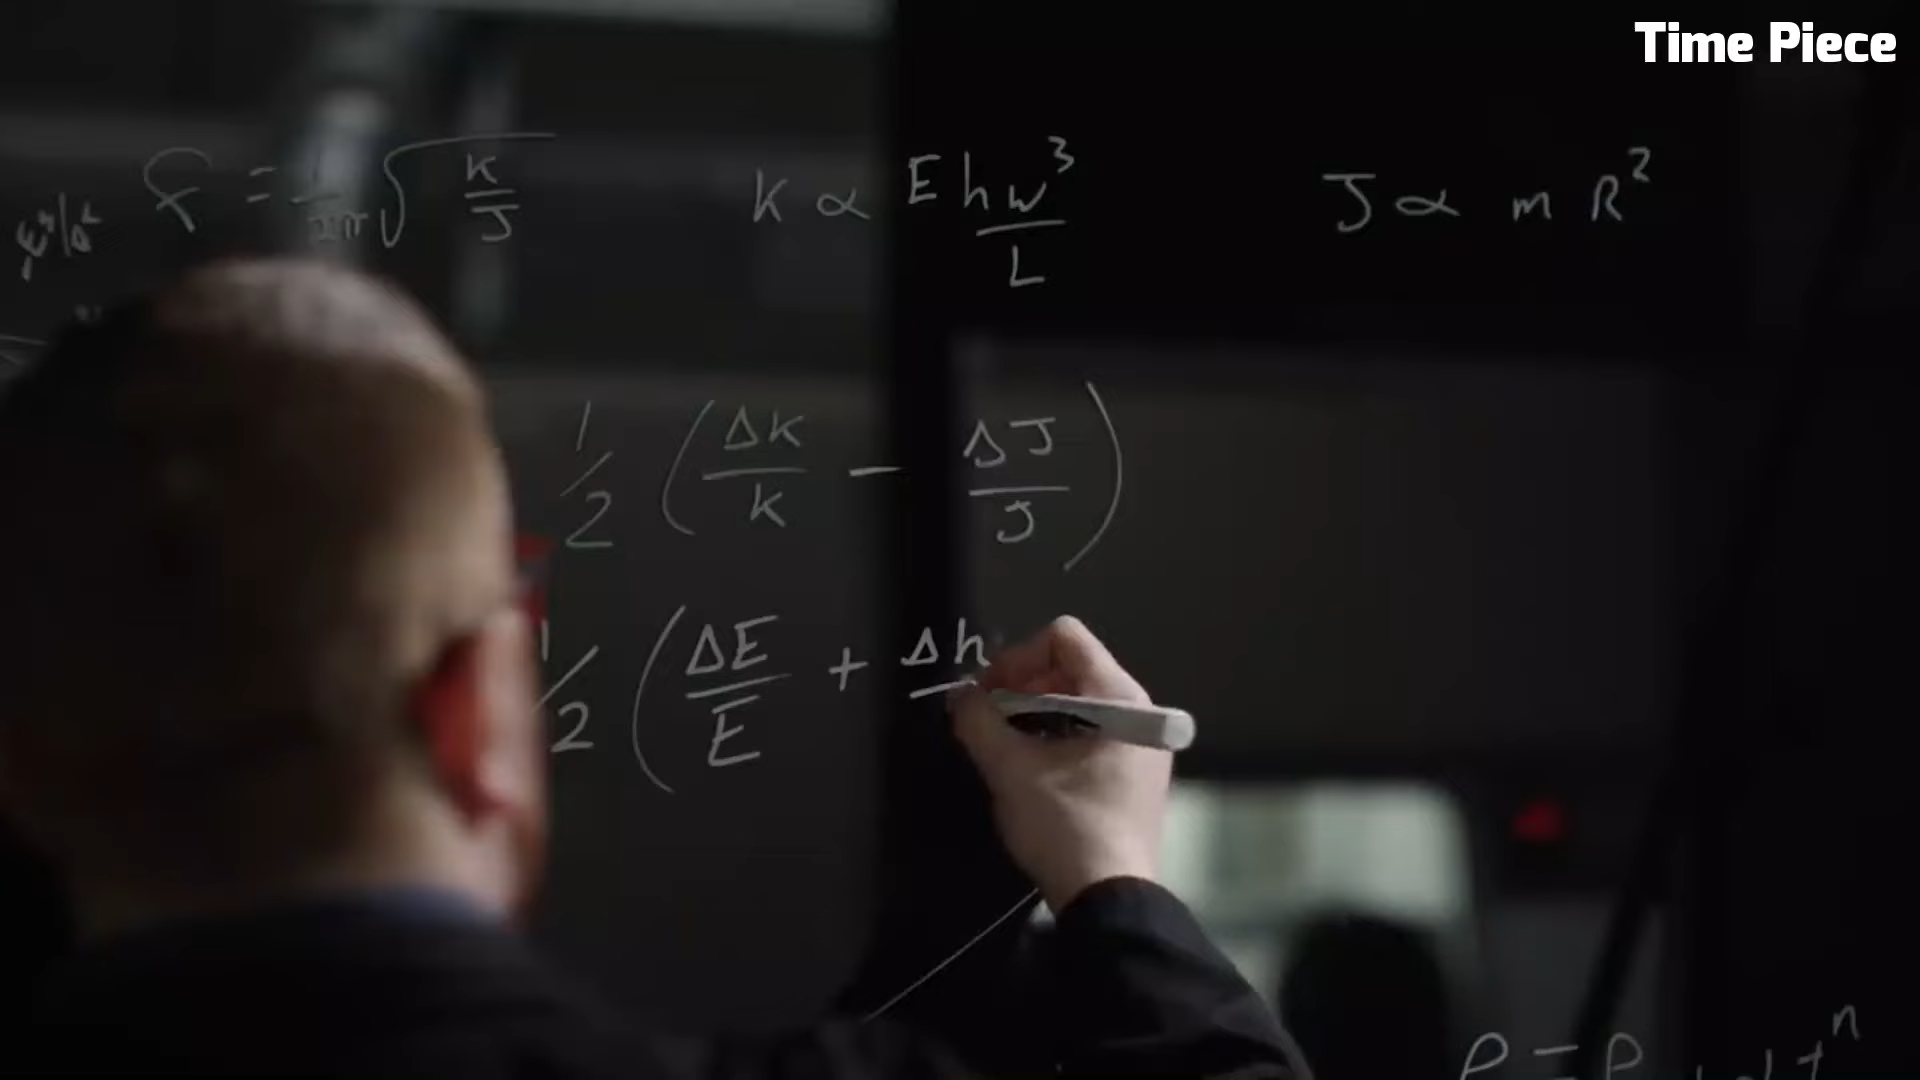 Time Piece
f = 1/2π √(K/J)
K ∝ Ehw³/L
J ∝ mR²
1/2 (ΔK/K − ΔJ/J)
1/2 (ΔE/E + Δh